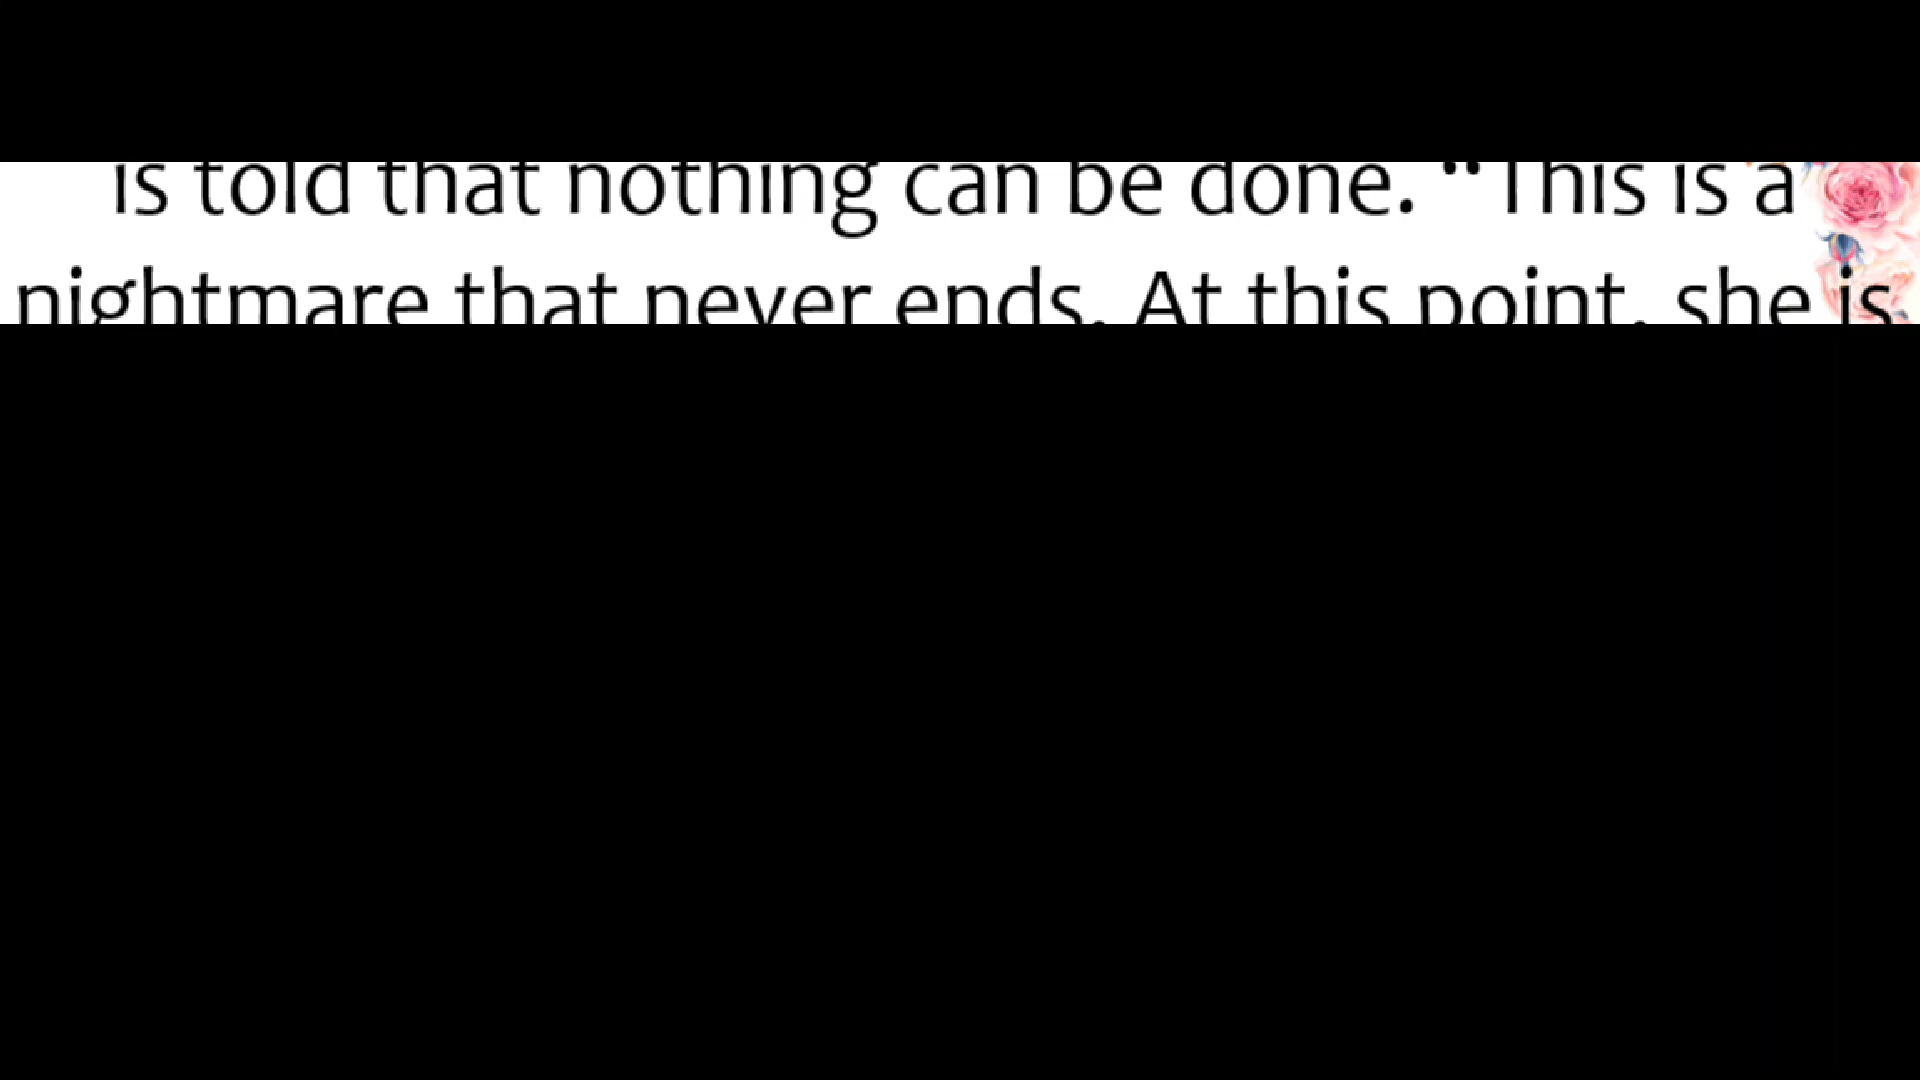 is told that nothing can be done. “This is a
nightmare that never ends. At this point, she is